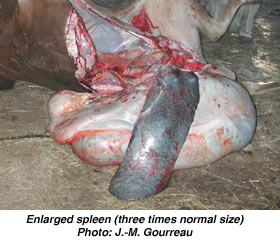 Enlarged spleen (three times normal size)
Photo: J.-M. Gourreau